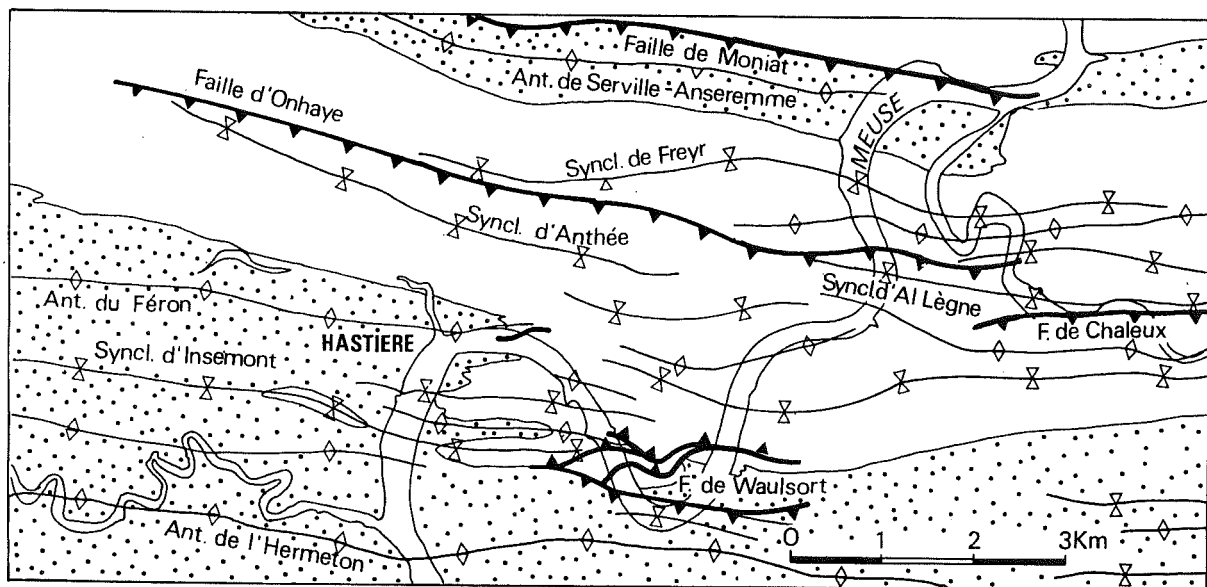 Faille de Moniat
Ant. de Serville-Anseremme
Faille d'Onhaye
MEUSE
Syncl. de Freyr
Syncl. d'Anthée
Syncl. d'Al Lègne
Ant. du Féron
F. de Chaleux
HASTIERE
Syncl. d'Insemont
F. de Waulsort
Ant. de l'Hermeton
0 1 2 3Km